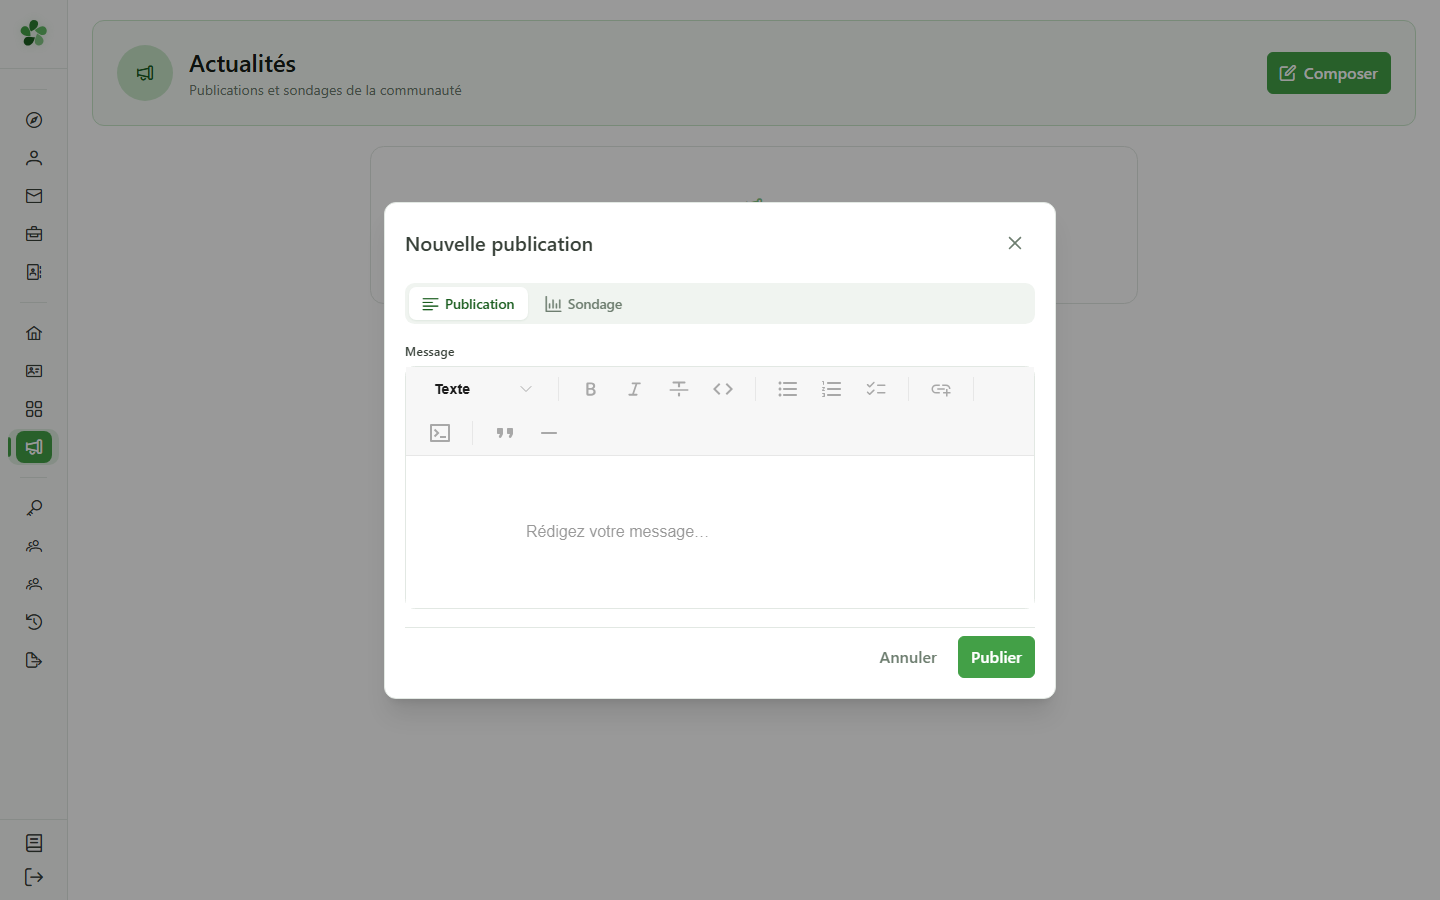 Actualités
Publications et sondages de la communauté
Composer
Nouvelle publication
Publication
Sondage
Message
Texte
Rédigez votre message…
Annuler
Publier